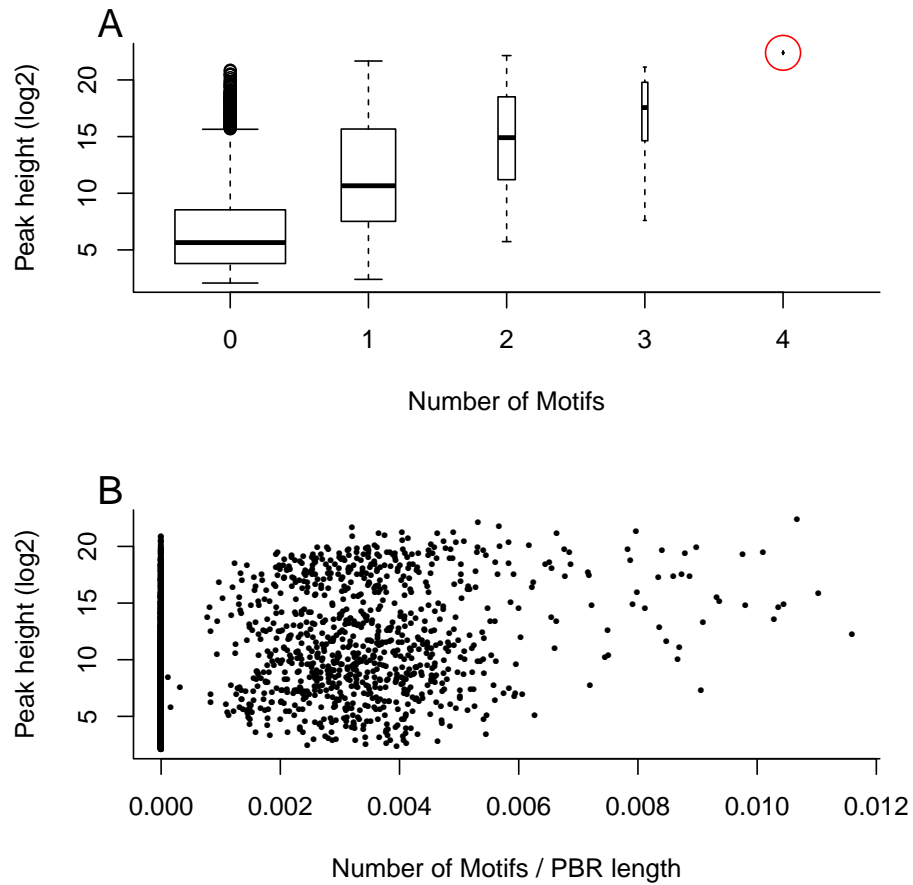 A
Peak height (log2)
20
15
10
5
0 1 2 3 4
Number of Motifs
B
Peak height (log2)
20
15
10
5
0.000 0.002 0.004 0.006 0.008 0.010 0.012
Number of Motifs / PBR length